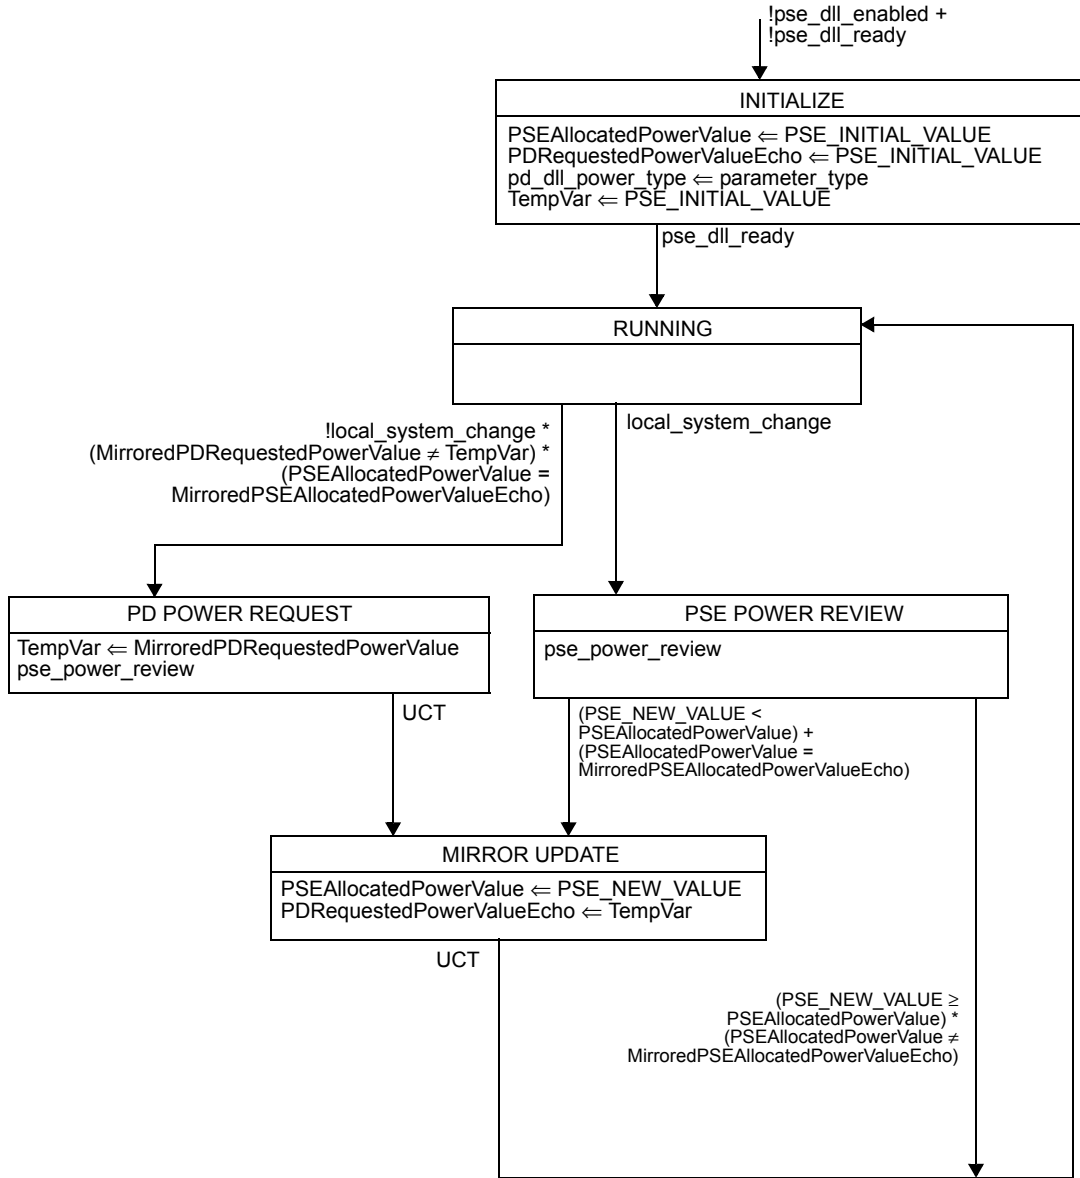 !pse_dll_enabled +
!pse_dll_ready
INITIALIZE
PSEAllocatedPowerValue ⇐ PSE_INITIAL_VALUE
PDRequestedPowerValueEcho ⇐ PSE_INITIAL_VALUE
pd_dll_power_type ⇐ parameter_type
TempVar ⇐ PSE_INITIAL_VALUE
pse_dll_ready
RUNNING
!local_system_change *
(MirroredPDRequestedPowerValue ≠ TempVar) *
(PSEAllocatedPowerValue =
MirroredPSEAllocatedPowerValueEcho)
local_system_change
PD POWER REQUEST
TempVar ⇐ MirroredPDRequestedPowerValue
pse_power_review
PSE POWER REVIEW
pse_power_review
UCT
(PSE_NEW_VALUE <
PSEAllocatedPowerValue) +
(PSEAllocatedPowerValue =
MirroredPSEAllocatedPowerValueEcho)
MIRROR UPDATE
PSEAllocatedPowerValue ⇐ PSE_NEW_VALUE
PDRequestedPowerValueEcho ⇐ TempVar
UCT
(PSE_NEW_VALUE ≥
PSEAllocatedPowerValue) *
(PSEAllocatedPowerValue ≠
MirroredPSEAllocatedPowerValueEcho)